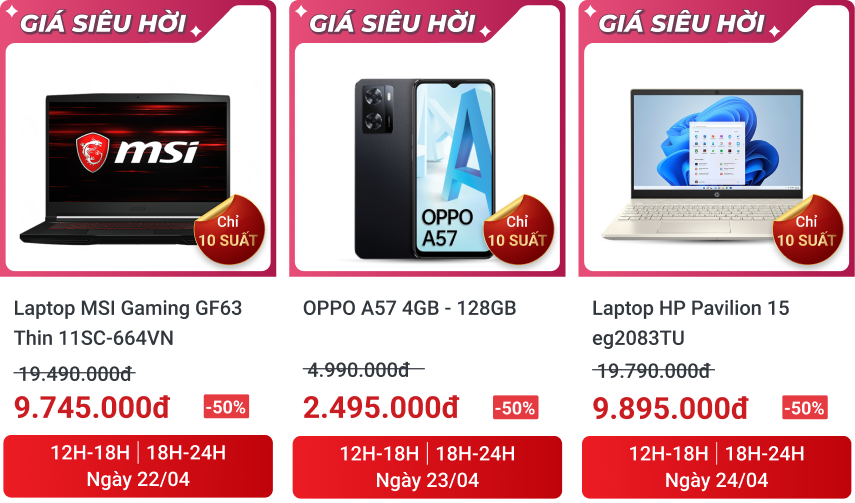 GIÁ SIÊU HỜI
msi
Chỉ
10 SUẤT
Laptop MSI Gaming GF63
Thin 11SC-664VN
19.490.000đ
9.745.000đ
-50%
12H-18H | 18H-24H
Ngày 22/04
GIÁ SIÊU HỜI
OPPO
A57
Chỉ
10 SUẤT
OPPO A57 4GB - 128GB
4.990.000đ
2.495.000đ
-50%
12H-18H | 18H-24H
Ngày 23/04
GIÁ SIÊU HỜI
Chỉ
10 SUẤT
Laptop HP Pavilion 15
eg2083TU
19.790.000đ
9.895.000đ
-50%
12H-18H | 18H-24H
Ngày 24/04